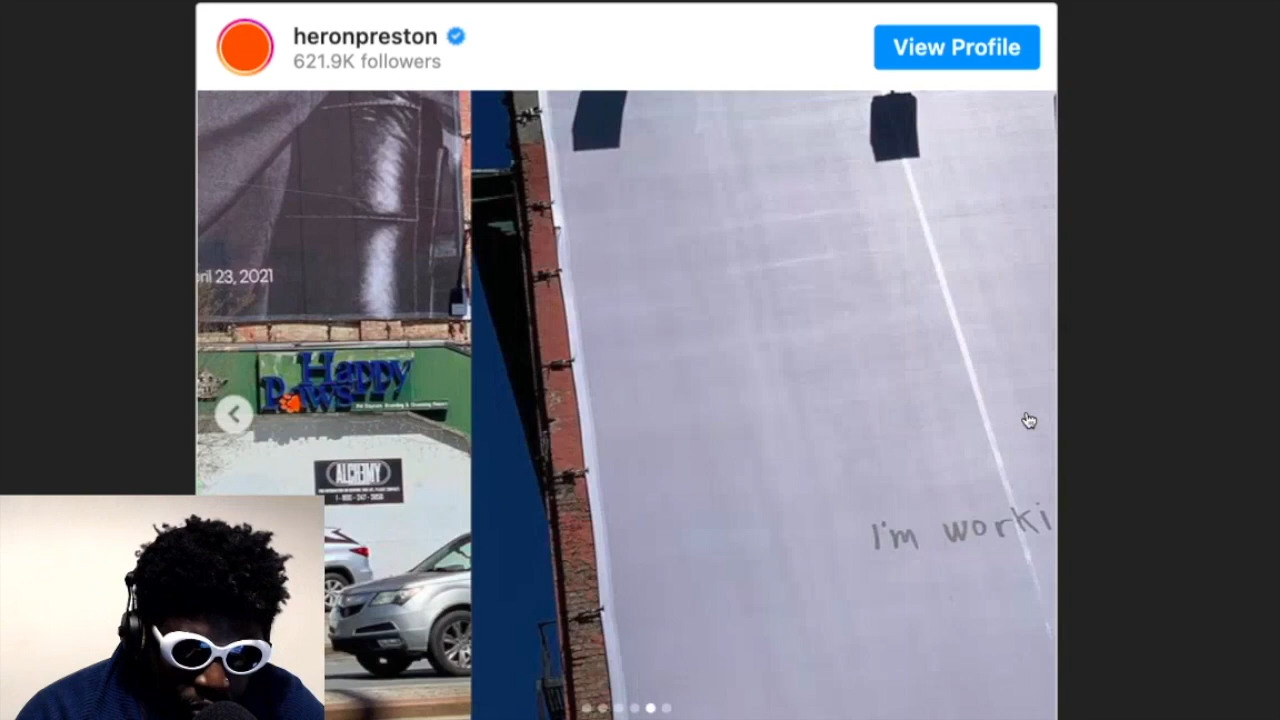 heronpreston
621.9K followers
View Profile
ril 23, 2021
Happy
Paws
ALCHEMY
I'm worki